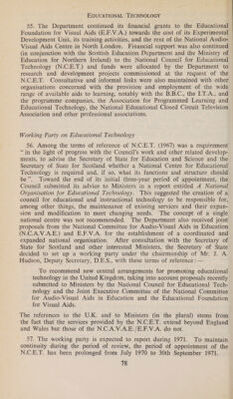 EDUCATIONAL TECHNOLOGY
55. The Department continued its financial grants to the Educational
Foundation for Visual Aids (E.F.V.A.) towards the cost of its Experimental
Development Unit, its training activities, and the rent of the National Audio-
Visual Aids Centre in North London. Financial support was also continued
(in conjunction with the Scottish Education Department and the Ministry of
Education for Northern Ireland) to the National Council for Educational
Technology (N.C.E.T.) and funds were allocated by the Department to
research and development projects commissioned at the request of the
N.C.E.T. Consultative and informal links were also maintained with other
organisations concerned with the provision and employment of the wide
range of available aids to learning, notably with the B.B.C., the I.T.A., and
the programme companies, the Association for Programmed Learning and
Educational Technology, the National Educational Closed Circuit Television
Association and other professional associations.
Working Party on Educational Technology
56. Among the terms of reference of N.C.E.T. (1967) was a requirement
"in the light of progress with the Council's work and other related develop-
ments, to advise the Secretary of State for Education and Science and the
Secretary of State for Scotland whether a National Centre for Educational
Technology is required and, if so, what its functions and structure should
be". Toward the end of its initial three-year period of appointment, the
Council submitted its advice to Ministers in a report entitled A National
Organisation for Educational Technology. This suggested the creation of a
council for educational and instructional technology to be responsible for,
among other things, the maintenance of existing services and their expan-
sion and modification to meet changing needs. The concept of a single
national centre was not recommended. The Department also received joint
proposals from the National Committee for Audio-Visual Aids in Education
(N.C.A.V.A.E.) and E.F.V.A. for the establishment of a coordinated and
expanded national organisation. After consultation with the Secretary of
State for Scotland and other interested Ministers, the Secretary of State
decided to set up a working party under the chairmanship of Mr. J. A.
Hudson, Deputy Secretary, D.E.S., with these terms of reference:—
To recommend new central arrangements for promoting educational
technology in the United Kingdom, taking into account proposals recently
submitted to Ministers by the National Council for Educational Tech-
nology and the Joint Executive Committee of the National Committee
for Audio-Visual Aids in Education and the Educational Foundation
for Visual Aids.
The references to the U.K. and to Ministers (in the plural) stems from
the fact that the services provided by the N.C.E.T. extend beyond England
and Wales but those of the N.C.A.V.A.E./E.F.V.A. do not.
57. The working party is expected to report during 1971. To maintain
continuity during the period of review, the period of appointment of the
N.C.E.T. has been prolonged from July 1970 to 30th September 1971.
78